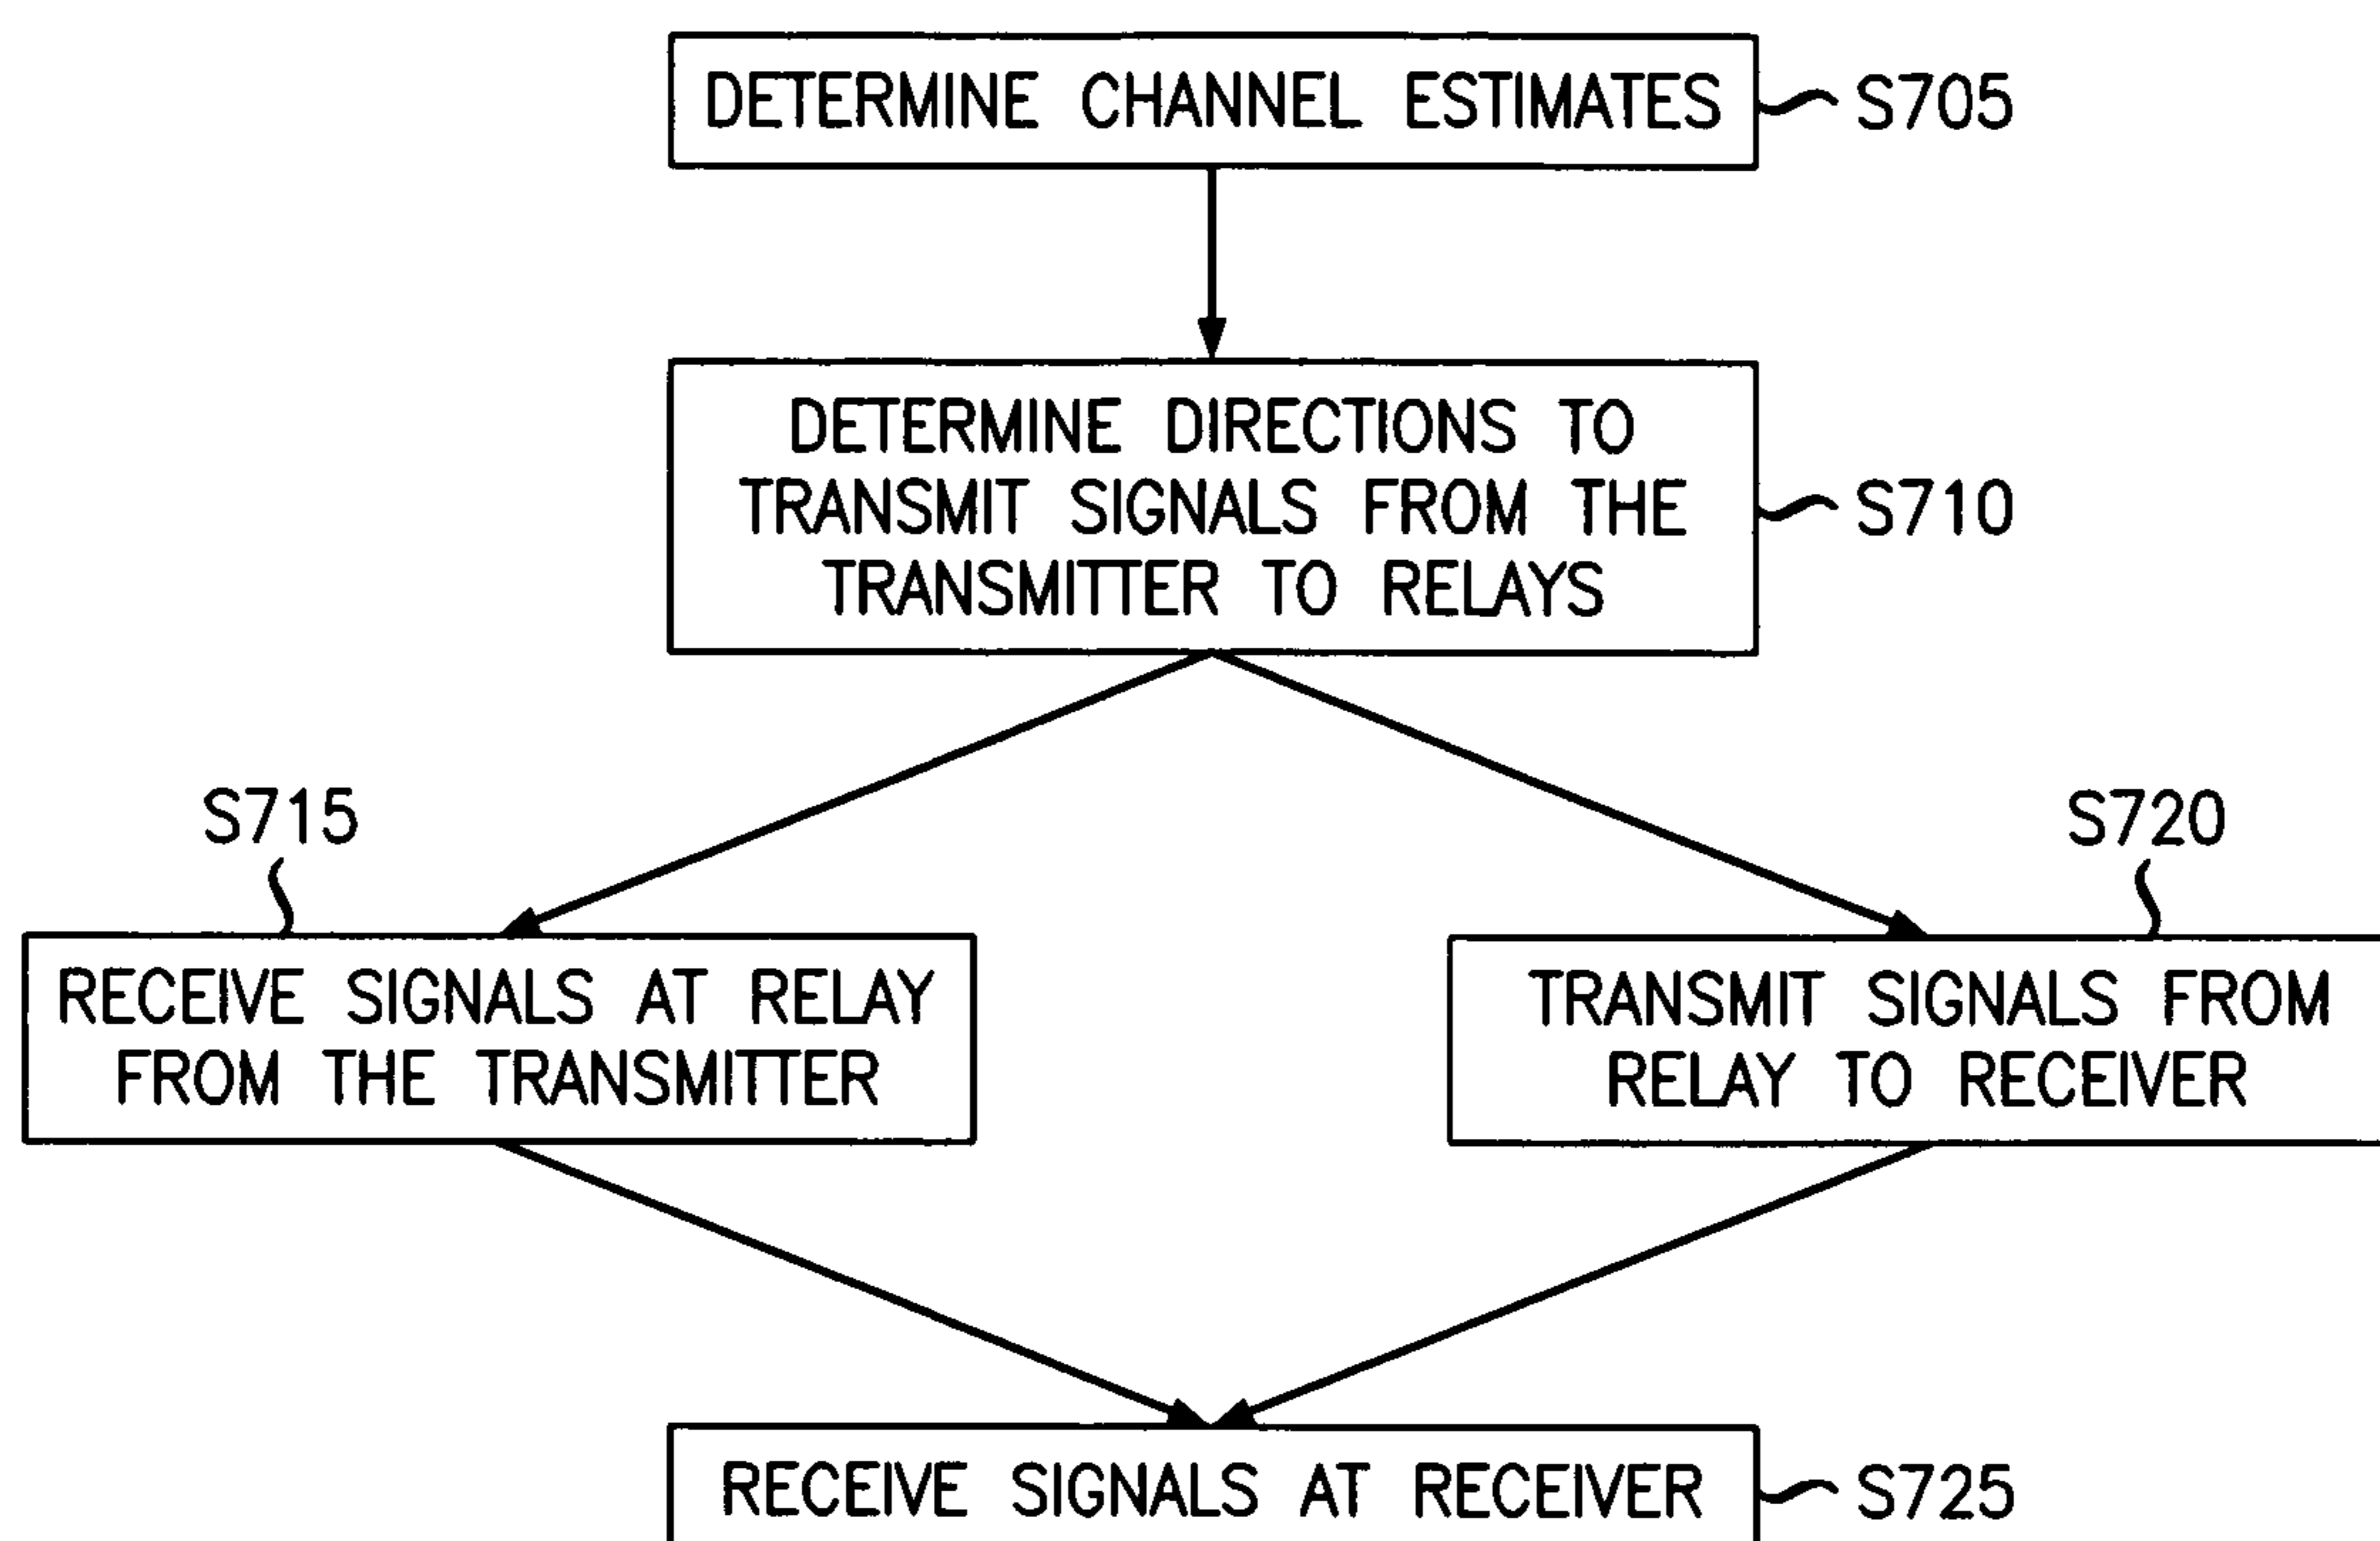 DETERMINE CHANNEL ESTIMATES
S705
DETERMINE DIRECTIONS TO
TRANSMIT SIGNALS FROM THE
TRANSMITTER TO RELAYS
S710
S715
S720
RECEIVE SIGNALS AT RELAY
FROM THE TRANSMITTER
TRANSMIT SIGNALS FROM
RELAY TO RECEIVER
RECEIVE SIGNALS AT RECEIVER
S725